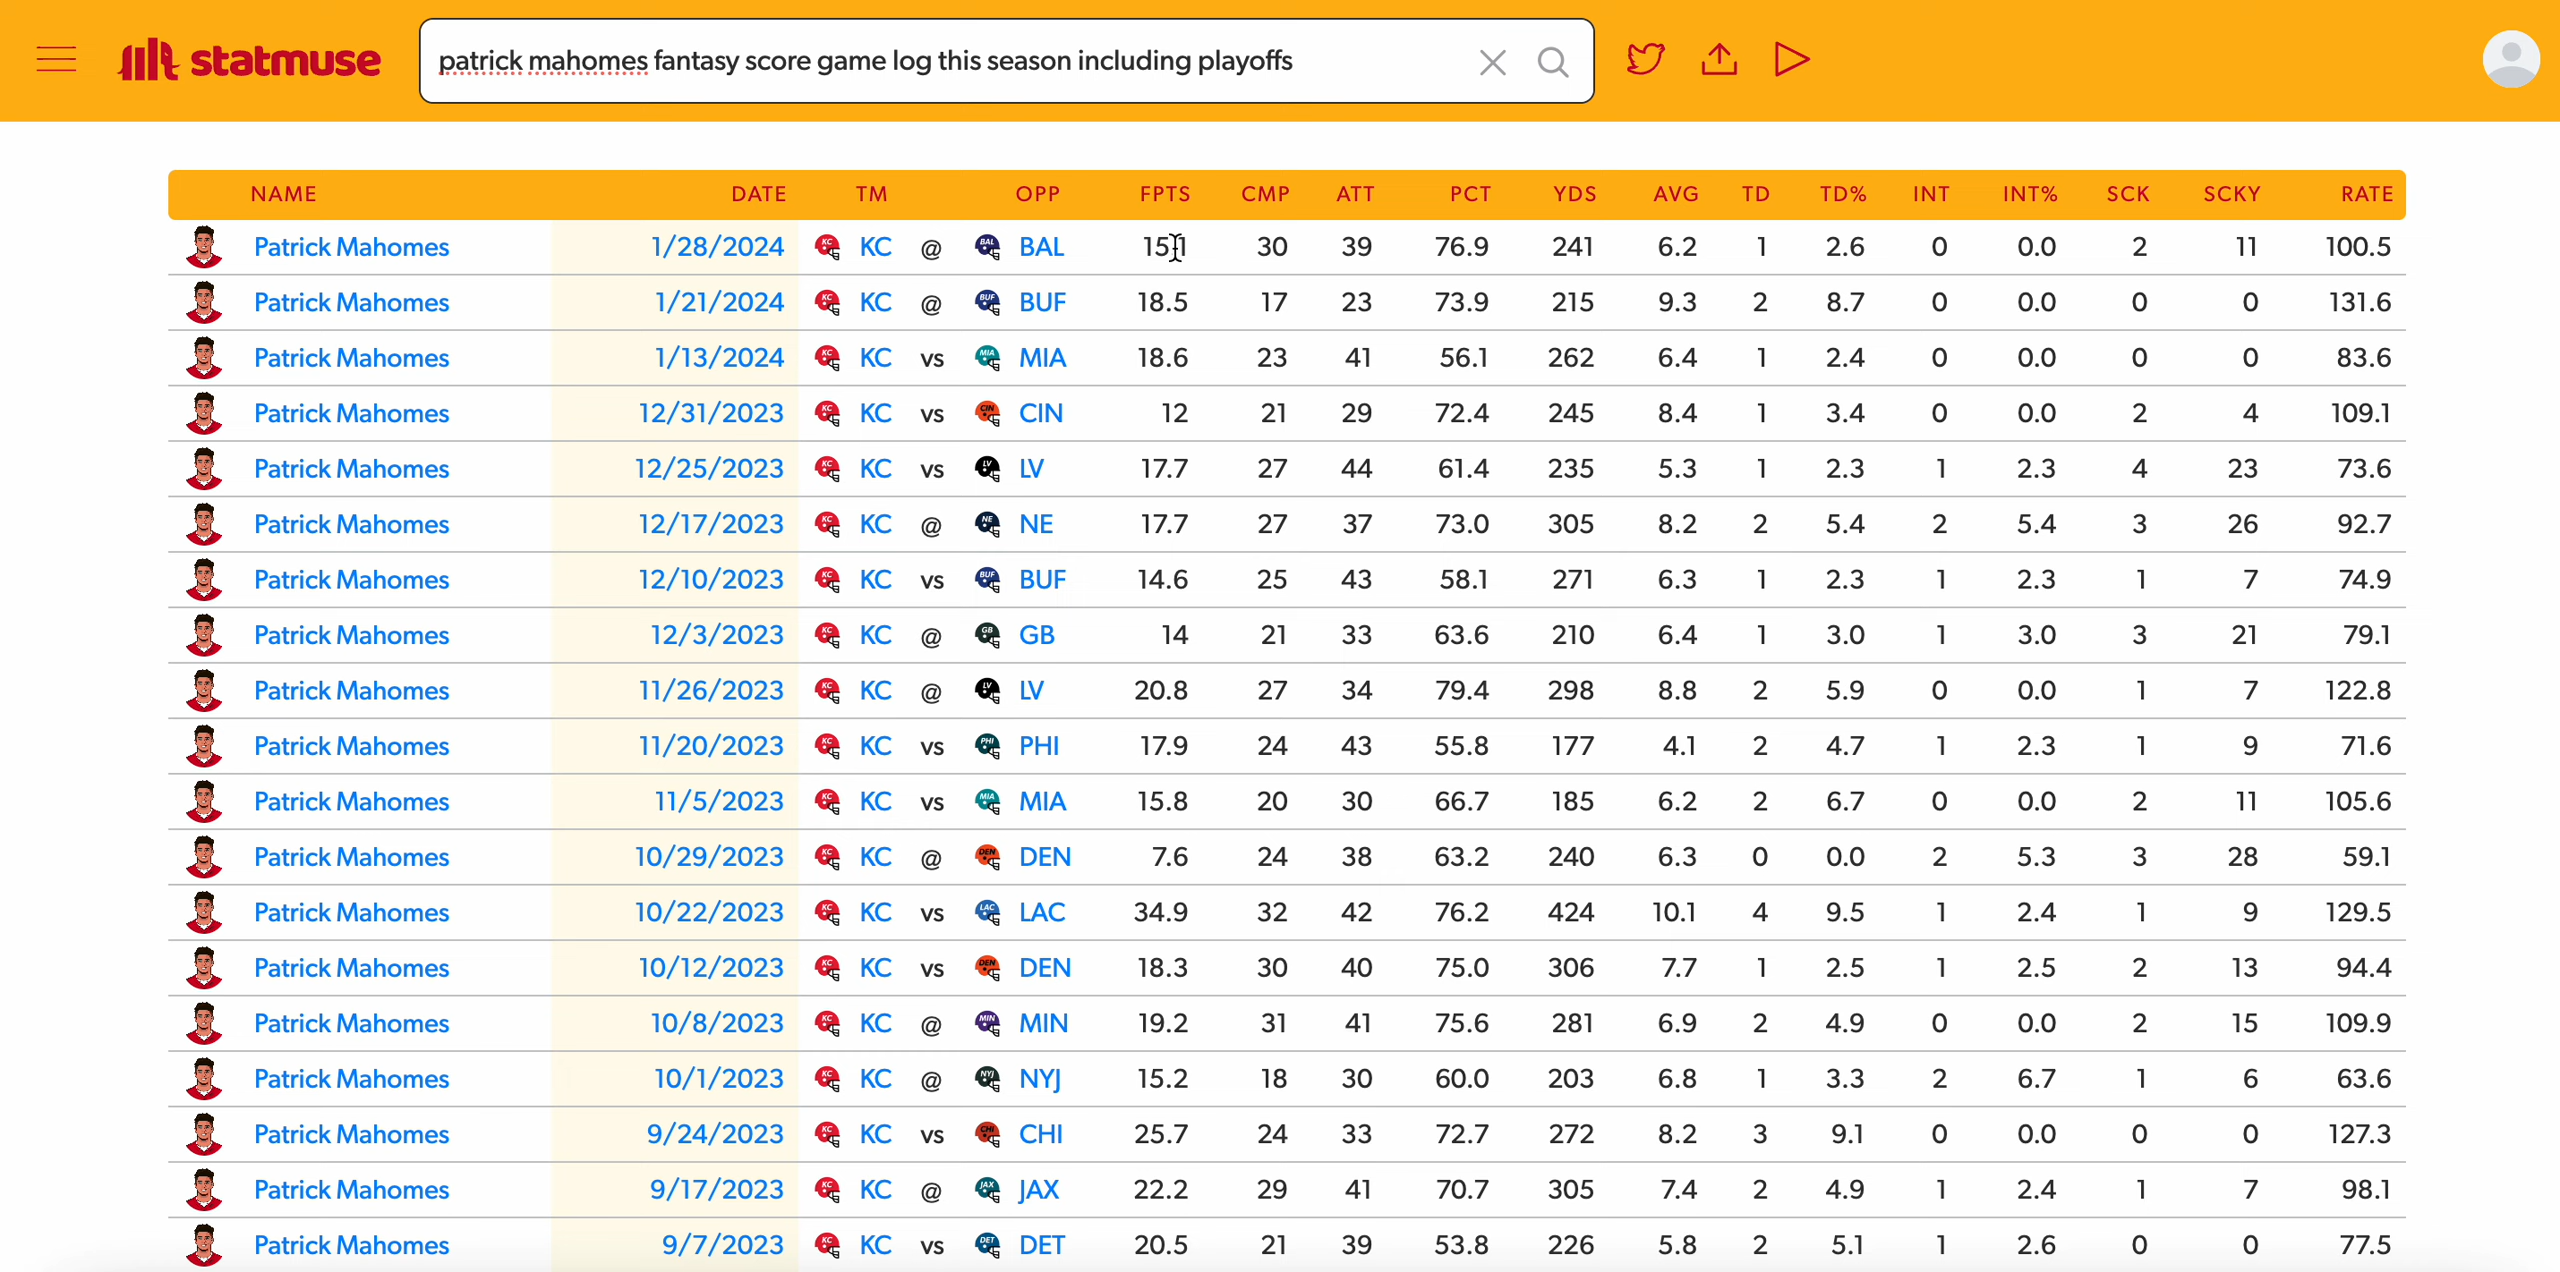 statmuse patrick mahomes fantasy score game log this season including playoffs
NAME DATE TM OPP FPTS CMP ATT PCT YDS AVG TD TD% INT INT% SCK SCKY RATE
Patrick Mahomes 1/28/2024 KC @ BAL 15.1 30 39 76.9 241 6.2 1 2.6 0 0.0 2 11 100.5
Patrick Mahomes 1/21/2024 KC @ BUF 18.5 17 23 73.9 215 9.3 2 8.7 0 0.0 0 0 131.6
Patrick Mahomes 1/13/2024 KC vs MIA 18.6 23 41 56.1 262 6.4 1 2.4 0 0.0 0 0 83.6
Patrick Mahomes 12/31/2023 KC vs CIN 12 21 29 72.4 245 8.4 1 3.4 0 0.0 2 4 109.1
Patrick Mahomes 12/25/2023 KC vs LV 17.7 27 44 61.4 235 5.3 1 2.3 1 2.3 4 23 73.6
Patrick Mahomes 12/17/2023 KC @ NE 17.7 27 37 73.0 305 8.2 2 5.4 2 5.4 3 26 92.7
Patrick Mahomes 12/10/2023 KC vs BUF 14.6 25 43 58.1 271 6.3 1 2.3 1 2.3 1 7 74.9
Patrick Mahomes 12/3/2023 KC @ GB 14 21 33 63.6 210 6.4 1 3.0 1 3.0 3 21 79.1
Patrick Mahomes 11/26/2023 KC @ LV 20.8 27 34 79.4 298 8.8 2 5.9 0 0.0 1 7 122.8
Patrick Mahomes 11/20/2023 KC vs PHI 17.9 24 43 55.8 177 4.1 2 4.7 1 2.3 1 9 71.6
Patrick Mahomes 11/5/2023 KC vs MIA 15.8 20 30 66.7 185 6.2 2 6.7 0 0.0 2 11 105.6
Patrick Mahomes 10/29/2023 KC @ DEN 7.6 24 38 63.2 240 6.3 0 0.0 2 5.3 3 28 59.1
Patrick Mahomes 10/22/2023 KC vs LAC 34.9 32 42 76.2 424 10.1 4 9.5 1 2.4 1 9 129.5
Patrick Mahomes 10/12/2023 KC vs DEN 18.3 30 40 75.0 306 7.7 1 2.5 1 2.5 2 13 94.4
Patrick Mahomes 10/8/2023 KC @ MIN 19.2 31 41 75.6 281 6.9 2 4.9 0 0.0 2 15 109.9
Patrick Mahomes 10/1/2023 KC @ NYJ 15.2 18 30 60.0 203 6.8 1 3.3 2 6.7 1 6 63.6
Patrick Mahomes 9/24/2023 KC vs CHI 25.7 24 33 72.7 272 8.2 3 9.1 0 0.0 0 0 127.3
Patrick Mahomes 9/17/2023 KC @ JAX 22.2 29 41 70.7 305 7.4 2 4.9 1 2.4 1 7 98.1
Patrick Mahomes 9/7/2023 KC vs DET 20.5 21 39 53.8 226 5.8 2 5.1 1 2.6 0 0 77.5